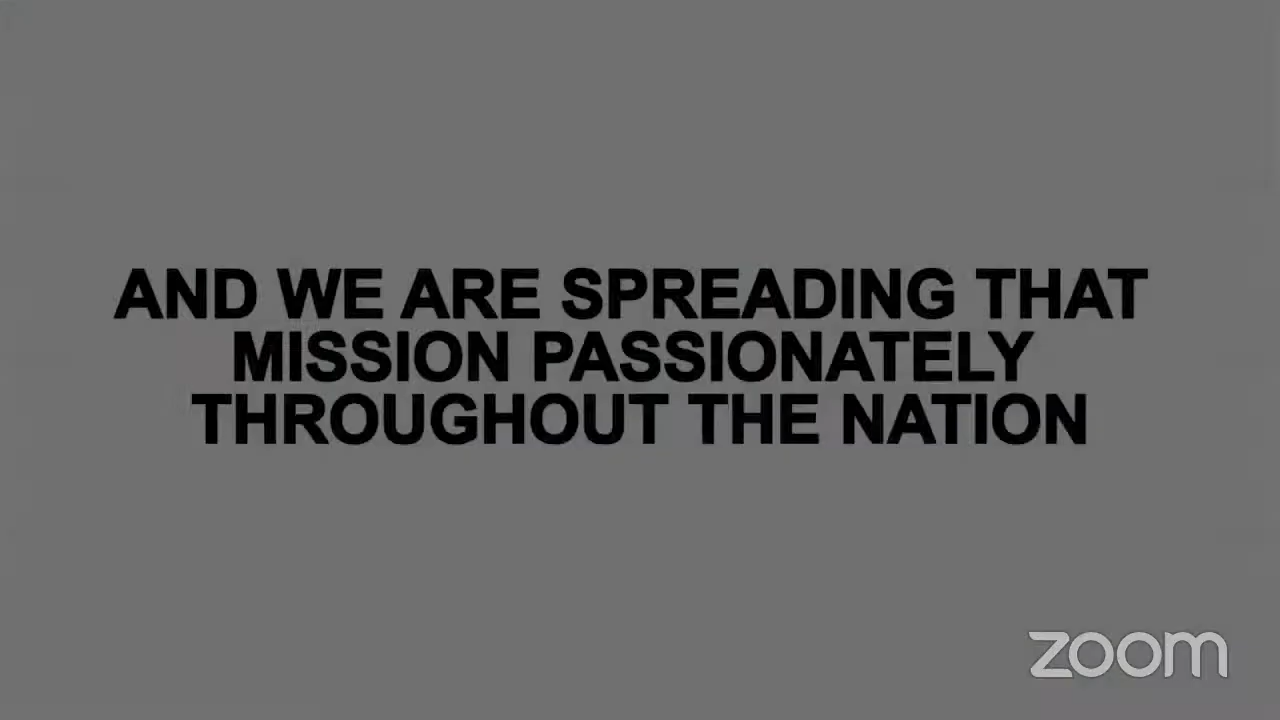 AND WE ARE SPREADING THAT
MISSION PASSIONATELY
THROUGHOUT THE NATION
zoom